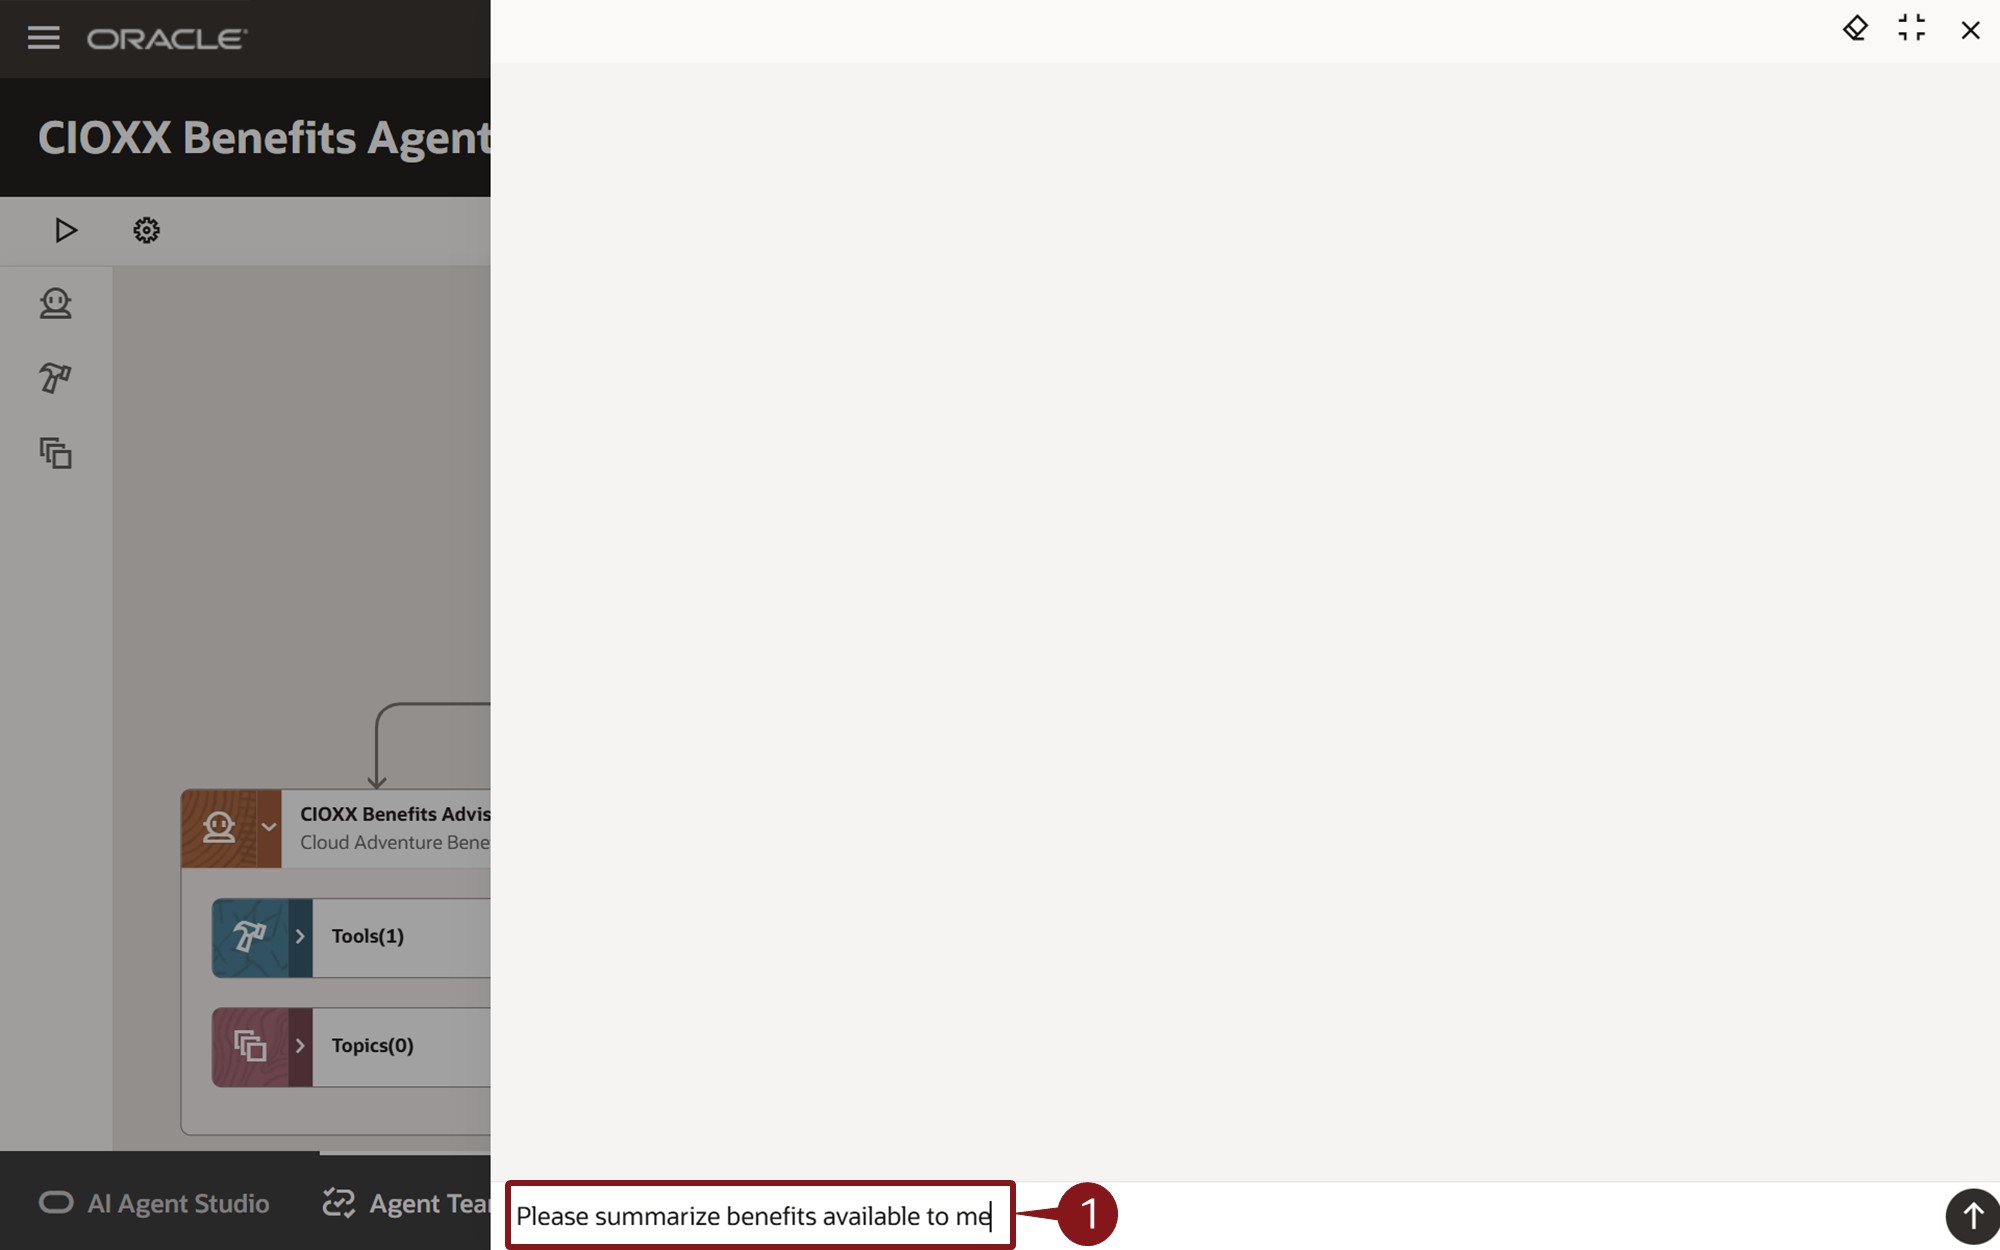 ORACLE
CIOXX Benefits Agent
CIOXX Benefits Advis
Cloud Adventure Bene
Tools(1)
Topics(0)
AI Agent Studio
Agent Tea
Please summarize benefits available to me
1